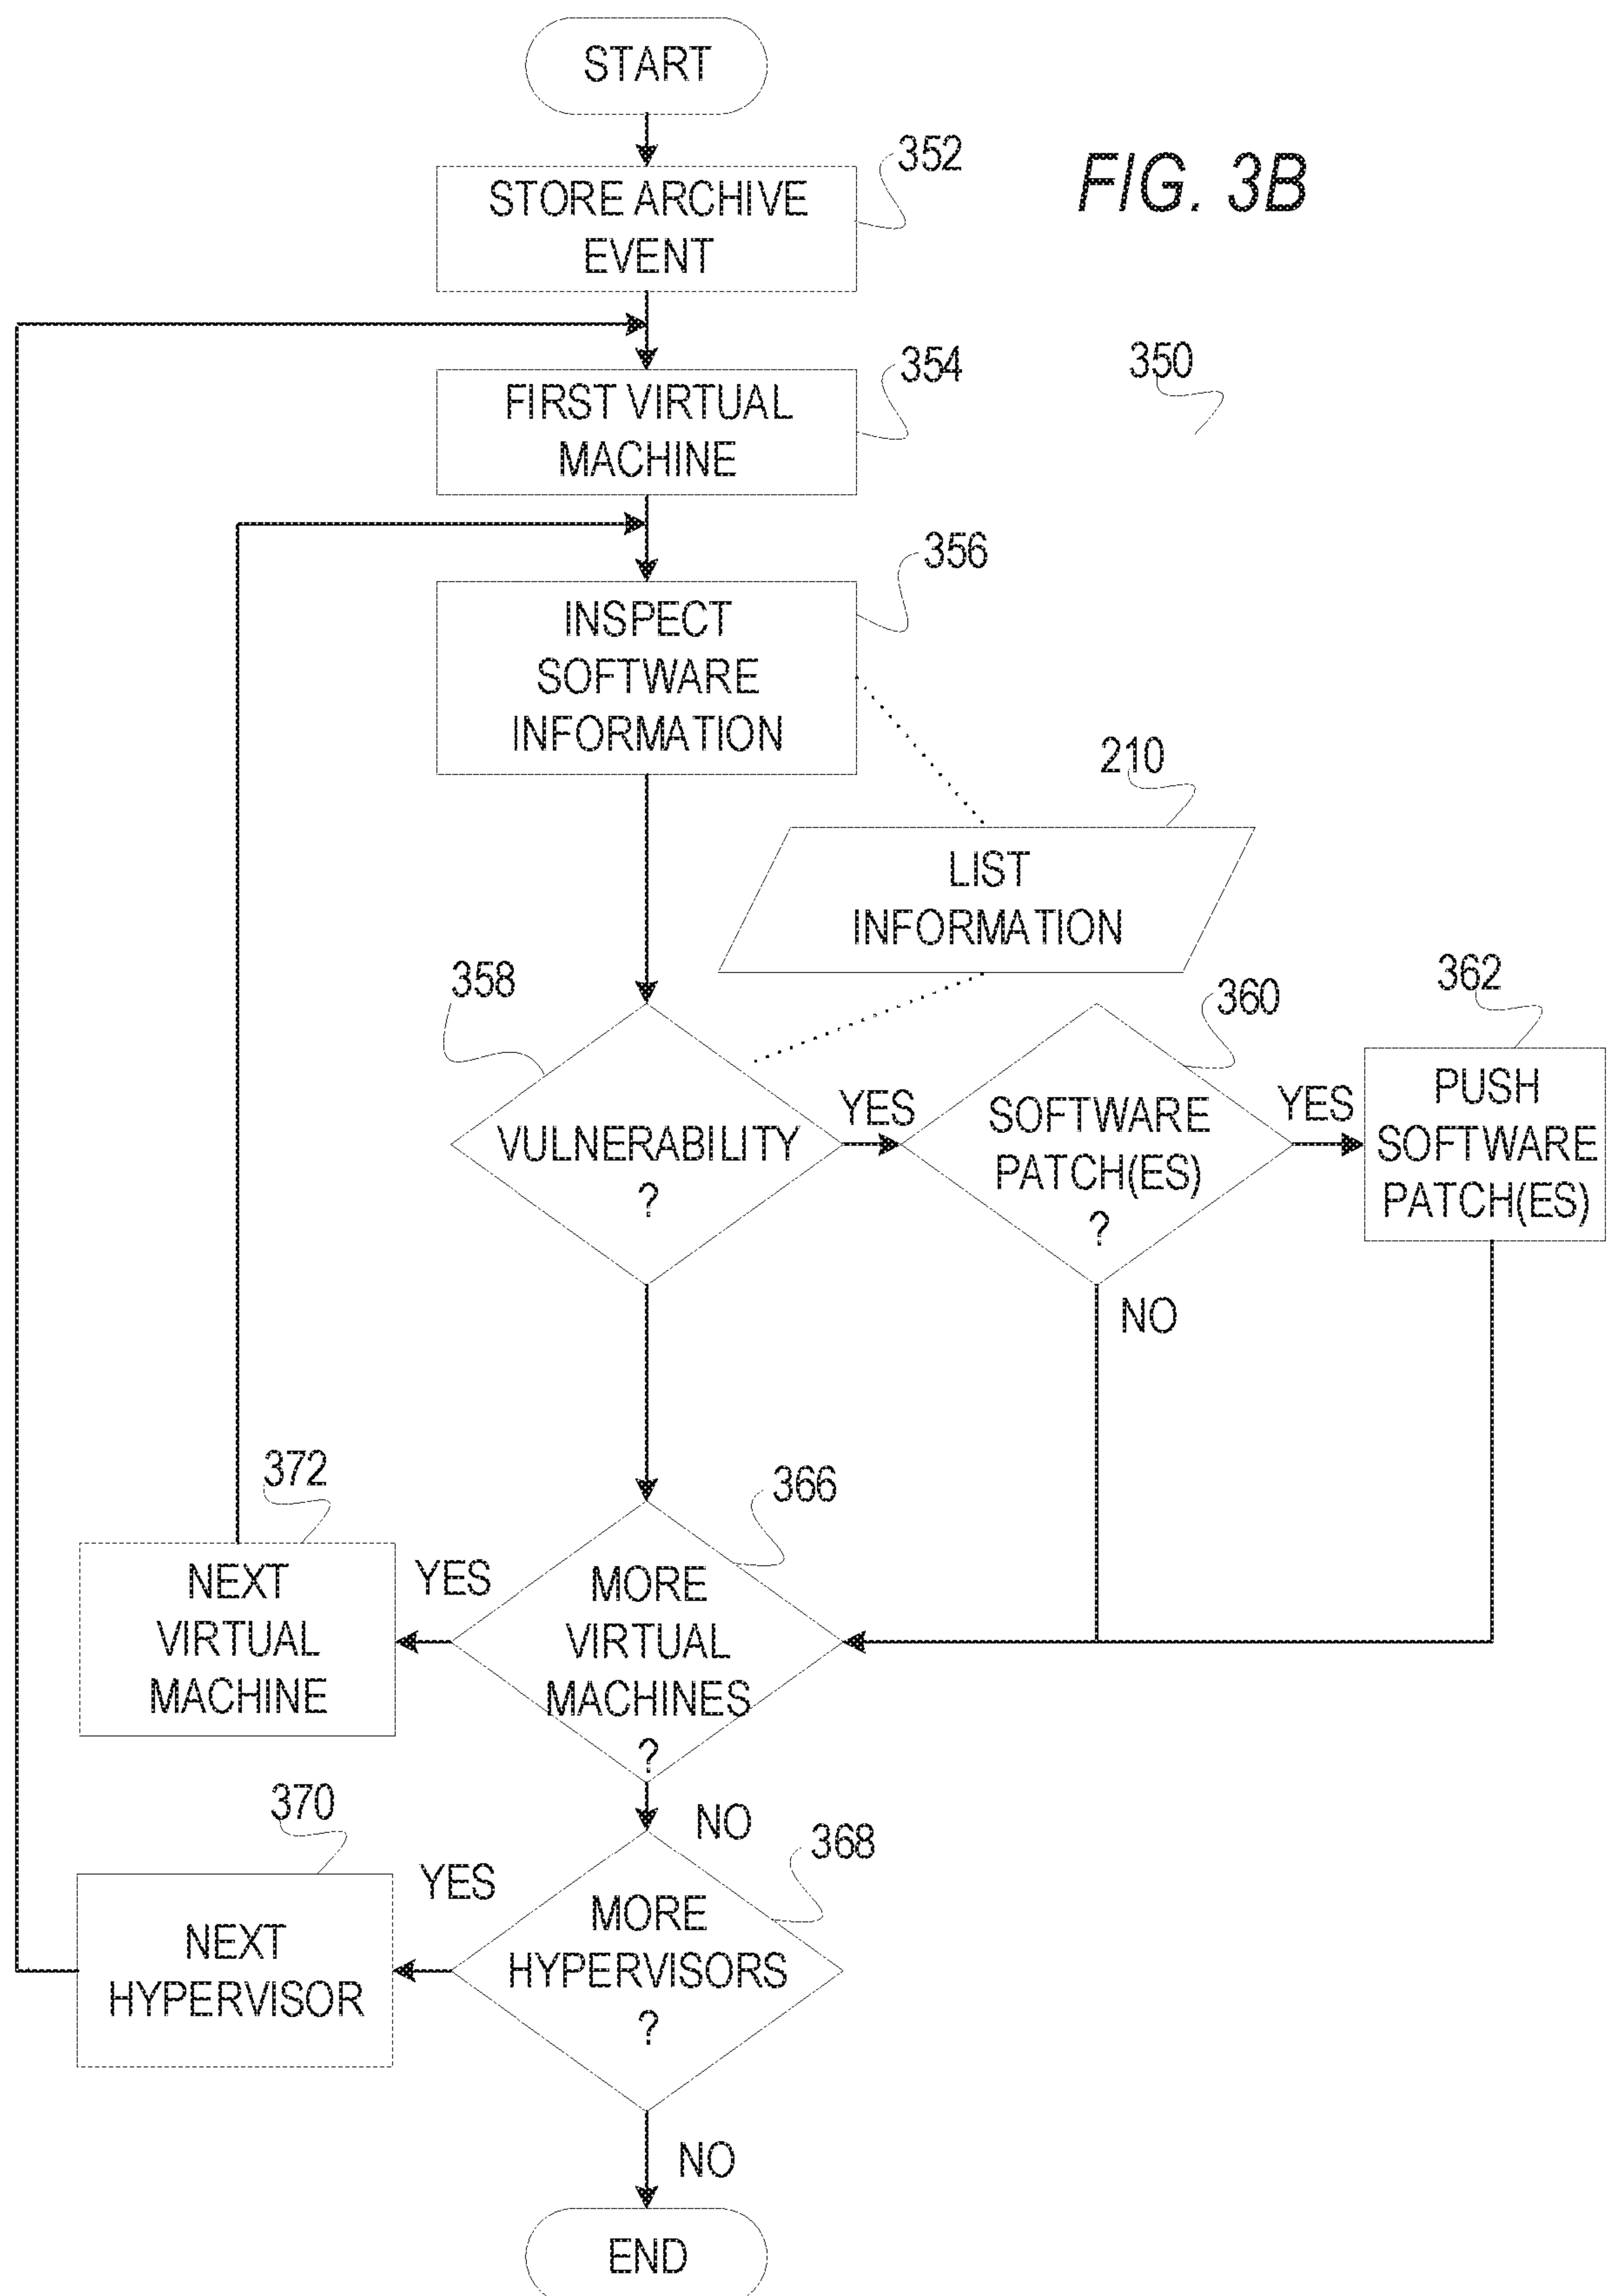 START
352
FIG. 3B
STORE ARCHIVE
EVENT
354
350
FIRST VIRTUAL
MACHINE
356
INSPECT
SOFTWARE
INFORMATION
210
LIST
INFORMATION
358
360
362
VULNERABILITY
?
YES
SOFTWARE
PATCH(ES)
?
YES
PUSH
SOFTWARE
PATCH(ES)
NO
372
366
NEXT
VIRTUAL
MACHINE
YES
MORE
VIRTUAL
MACHINES
?
NO
370
368
NEXT
HYPERVISOR
YES
MORE
HYPERVISORS
?
NO
END